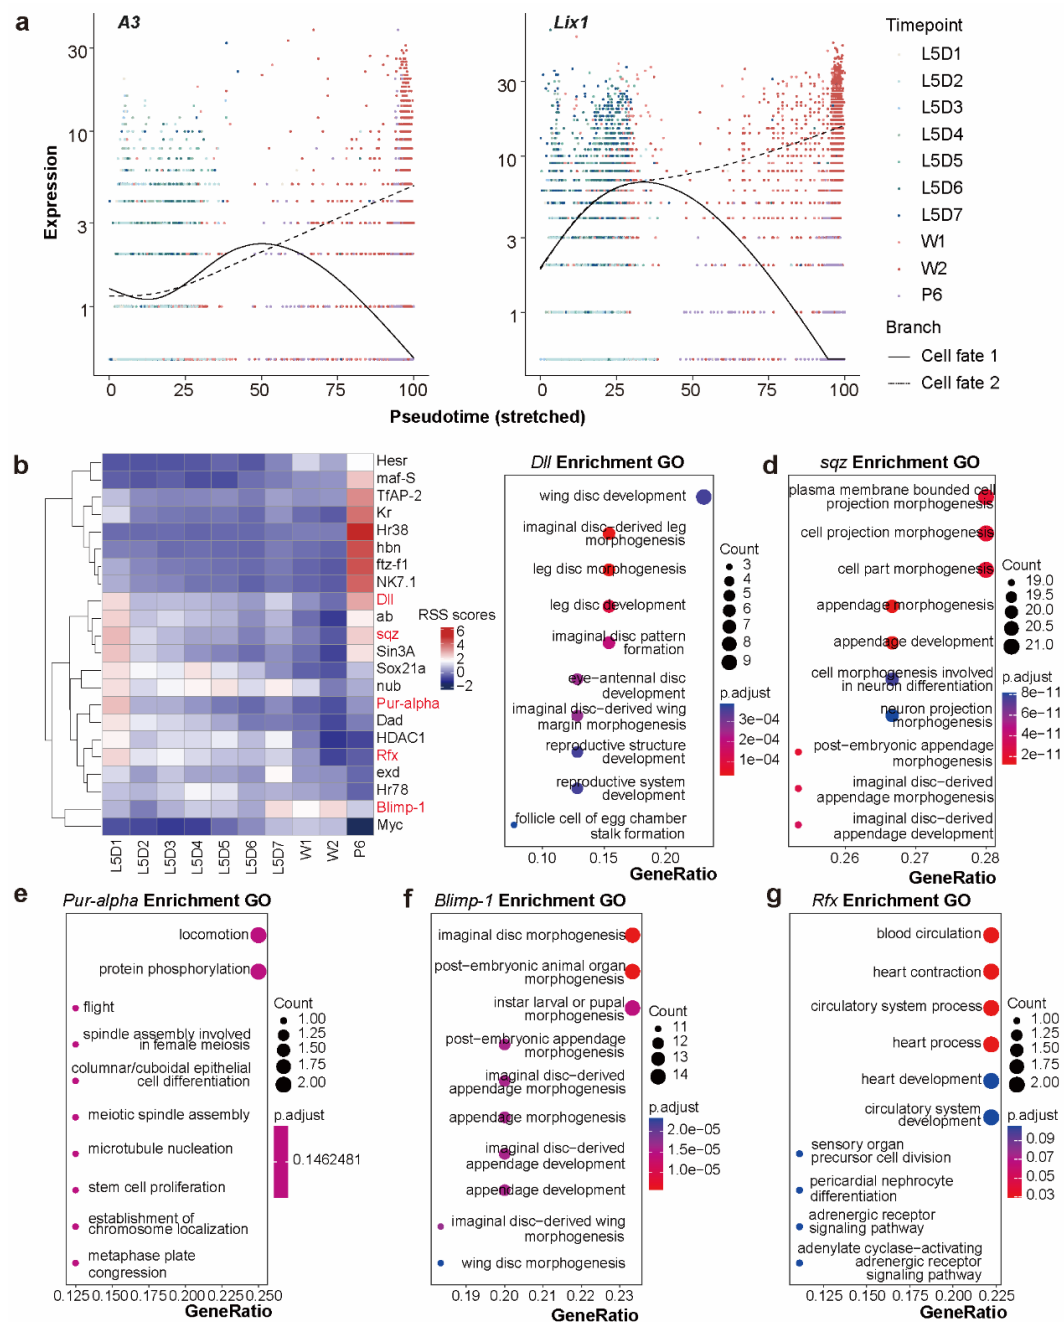 a
A3
Lix1
Expression
30
10
3
1
0
25
50
75
100
30
10
3
1
0
25
50
75
100
Pseudotime (stretched)
Timepoint
L5D1
L5D2
L5D3
L5D4
L5D5
L5D6
L5D7
W1
W2
P6
Branch
Cell fate 1
Cell fate 2
b
Hesr
maf-S
TfAP-2
Kr
Hr38
hbn
ftz-f1
NK7.1
Dll
ab
sqz
Sin3A
Sox21a
nub
Pur-alpha
Dad
HDAC1
Rfx
exd
Hr78
Blimp-1
Myc
L5D1
L5D2
L5D3
L5D4
L5D5
L5D6
L5D7
W1
W2
P6
RSS scores
6
4
2
0
−2
Dll Enrichment GO
wing disc development
imaginal disc−derived leg
morphogenesis
leg disc morphogenesis
leg disc development
imaginal disc pattern
formation
eye−antennal disc
development
imaginal disc−derived wing
margin morphogenesis
reproductive structure
development
reproductive system
development
follicle cell of egg chamber
stalk formation
0.10
0.15
0.20
GeneRatio
Count
3
4
5
6
7
8
9
p.adjust
3e−04
2e−04
1e−04
d
sqz Enrichment GO
plasma membrane bounded cell
projection morphogenesis
cell projection morphogenesis
cell part morphogenesis
appendage morphogenesis
appendage development
cell morphogenesis involved
in neuron differentiation
neuron projection
morphogenesis
post−embryonic appendage
morphogenesis
imaginal disc−derived
appendage morphogenesis
imaginal disc−derived
appendage development
0.26
0.27
0.28
GeneRatio
Count
19.0
19.5
20.0
20.5
21.0
p.adjust
8e−11
6e−11
4e−11
2e−11
e
Pur-alpha Enrichment GO
locomotion
protein phosphorylation
flight
spindle assembly involved
in female meiosis
columnar/cuboidal epithelial
cell differentiation
meiotic spindle assembly
microtubule nucleation
stem cell proliferation
establishment of
chromosome localization
metaphase plate
congression
0.125
0.150
0.175
0.200
0.225
0.250
GeneRatio
Count
1.00
1.25
1.50
1.75
2.00
p.adjust
0.1462481
f
Blimp-1 Enrichment GO
imaginal disc morphogenesis
post−embryonic animal organ
morphogenesis
instar larval or pupal
morphogenesis
post−embryonic appendage
morphogenesis
imaginal disc−derived
appendage morphogenesis
appendage morphogenesis
imaginal disc−derived
appendage development
appendage development
imaginal disc−derived wing
morphogenesis
wing disc morphogenesis
0.19
0.20
0.21
0.22
0.23
GeneRatio
Count
11
12
13
14
p.adjust
2.0e−05
1.5e−05
1.0e−05
g
Rfx Enrichment GO
blood circulation
heart contraction
circulatory system process
heart process
heart development
circulatory system
development
sensory organ
precursor cell division
pericardial nephrocyte
differentiation
adrenergic receptor
signaling pathway
adenylate cyclase−activating
adrenergic receptor
signaling pathway
0.125
0.150
0.175
0.200
0.225
GeneRatio
Count
1.00
1.25
1.50
1.75
2.00
p.adjust
0.09
0.07
0.05
0.03